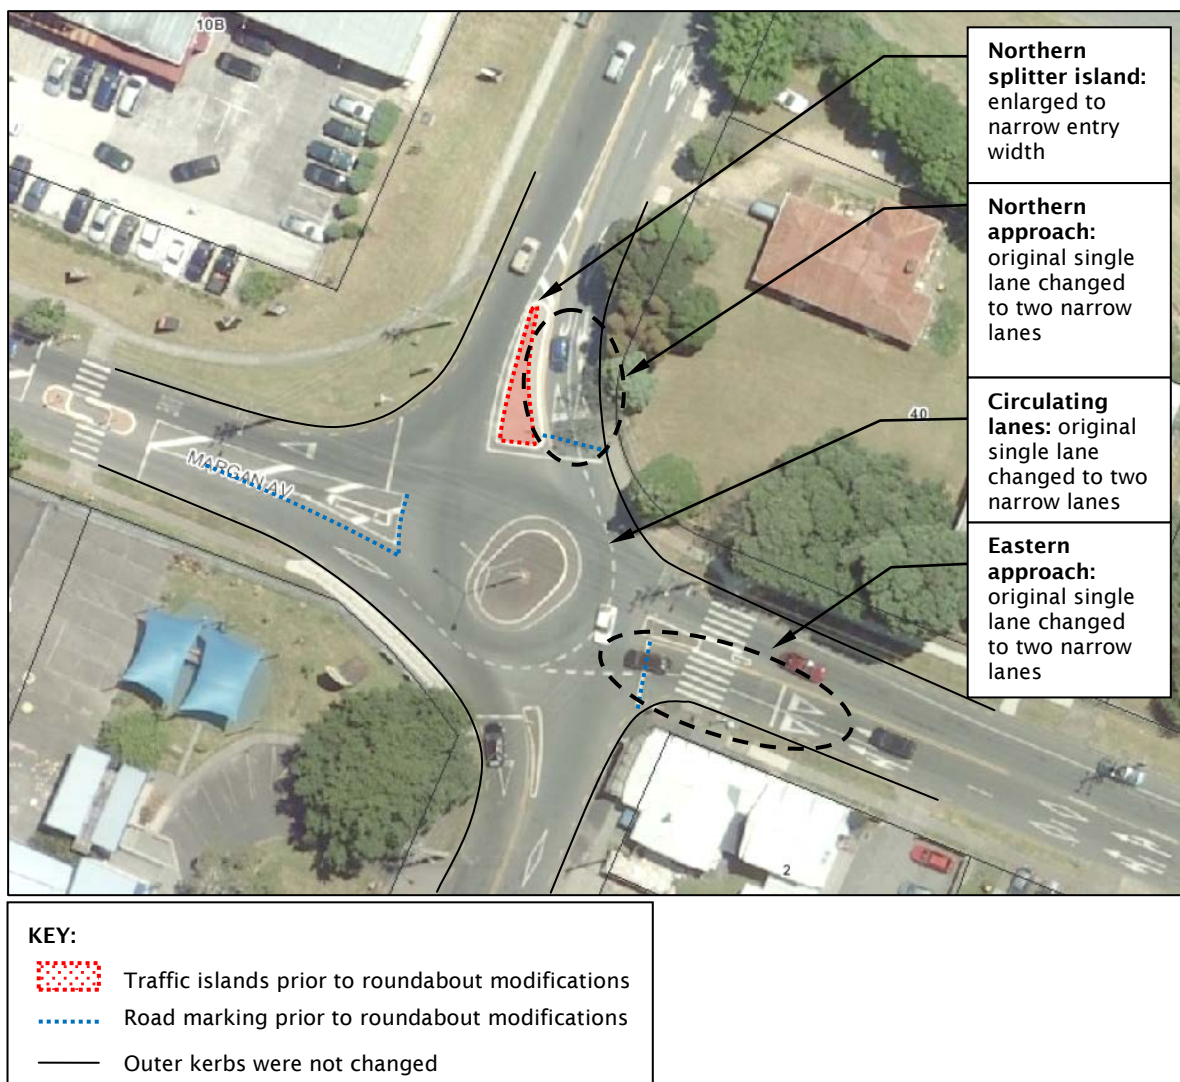 10B
Northern
splitter island:
enlarged to
narrow entry
width
Northern
approach:
original single
lane changed
to two narrow
lanes
40
Circulating
lanes: original
single lane
changed to two
narrow lanes
MARGAN AV
Eastern
approach:
original single
lane changed
to two narrow
lanes
2
KEY:
Traffic islands prior to roundabout modifications
Road marking prior to roundabout modifications
Outer kerbs were not changed